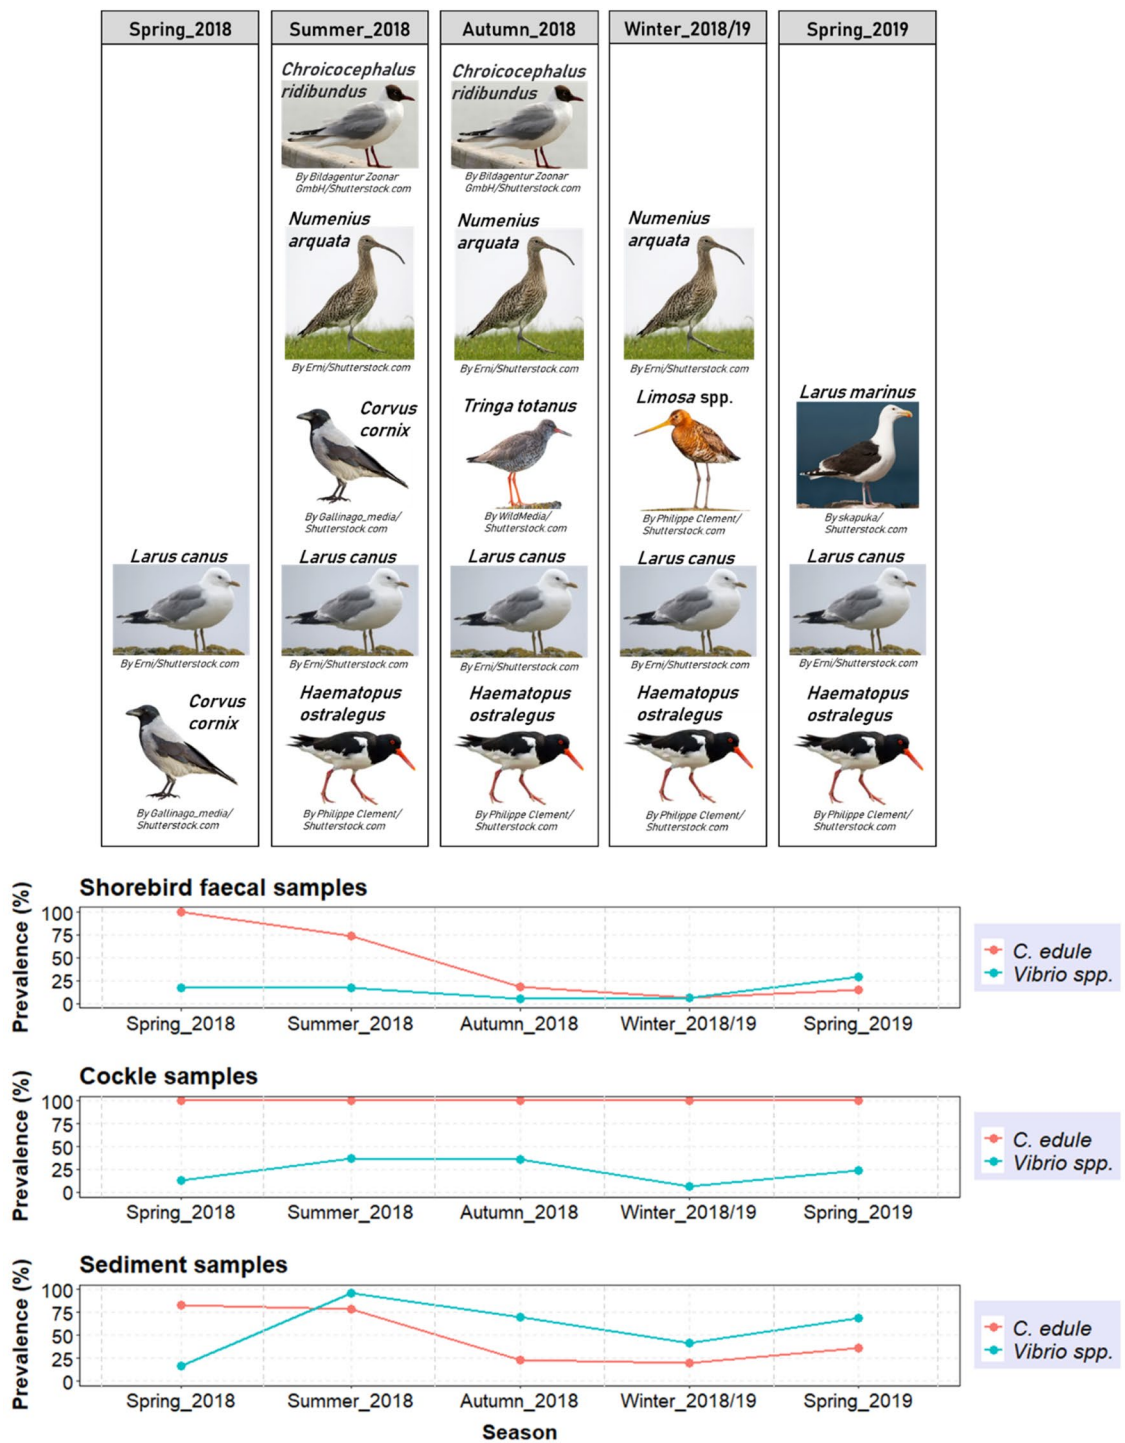 Spring_2018
Summer_2018
Autumn_2018
Winter_2018/19
Spring_2019
Larus canus
By Erni/Shutterstock.com
Corvus
cornix
By Gallinago_media/
Shutterstock.com
Chroicocephalus
ridibundus
By Bildagentur Zoonar
GmbH/Shutterstock.com
Numenius
arquata
By Erni/Shutterstock.com
Corvus
cornix
By Gallinago_media/
Shutterstock.com
Larus canus
By Erni/Shutterstock.com
Haematopus
ostralegus
By Philippe Clement/
Shutterstock.com
Chroicocephalus
ridibundus
By Bildagentur Zoonar
GmbH/Shutterstock.com
Numenius
arquata
By Erni/Shutterstock.com
Tringa totanus
By WildMedia/
Shutterstock.com
Larus canus
By Erni/Shutterstock.com
Haematopus
ostralegus
By Philippe Clement/
Shutterstock.com
Numenius
arquata
By Erni/Shutterstock.com
Limosa spp.
By Philippe Clement/
Shutterstock.com
Larus canus
By Erni/Shutterstock.com
Haematopus
ostralegus
By Philippe Clement/
Shutterstock.com
Larus marinus
By skapuka/
Shutterstock.com
Larus canus
By Erni/Shutterstock.com
Haematopus
ostralegus
By Philippe Clement/
Shutterstock.com
Shorebird faecal samples
Prevalence (%)
100
75
50
25
0
Spring_2018
Summer_2018
Autumn_2018
Winter_2018/19
Spring_2019
C. edule
Vibrio spp.
Cockle samples
Prevalence (%)
100
75
50
25
0
Spring_2018
Summer_2018
Autumn_2018
Winter_2018/19
Spring_2019
C. edule
Vibrio spp.
Sediment samples
Prevalence (%)
100
75
50
25
0
Spring_2018
Summer_2018
Autumn_2018
Winter_2018/19
Spring_2019
C. edule
Vibrio spp.
Season